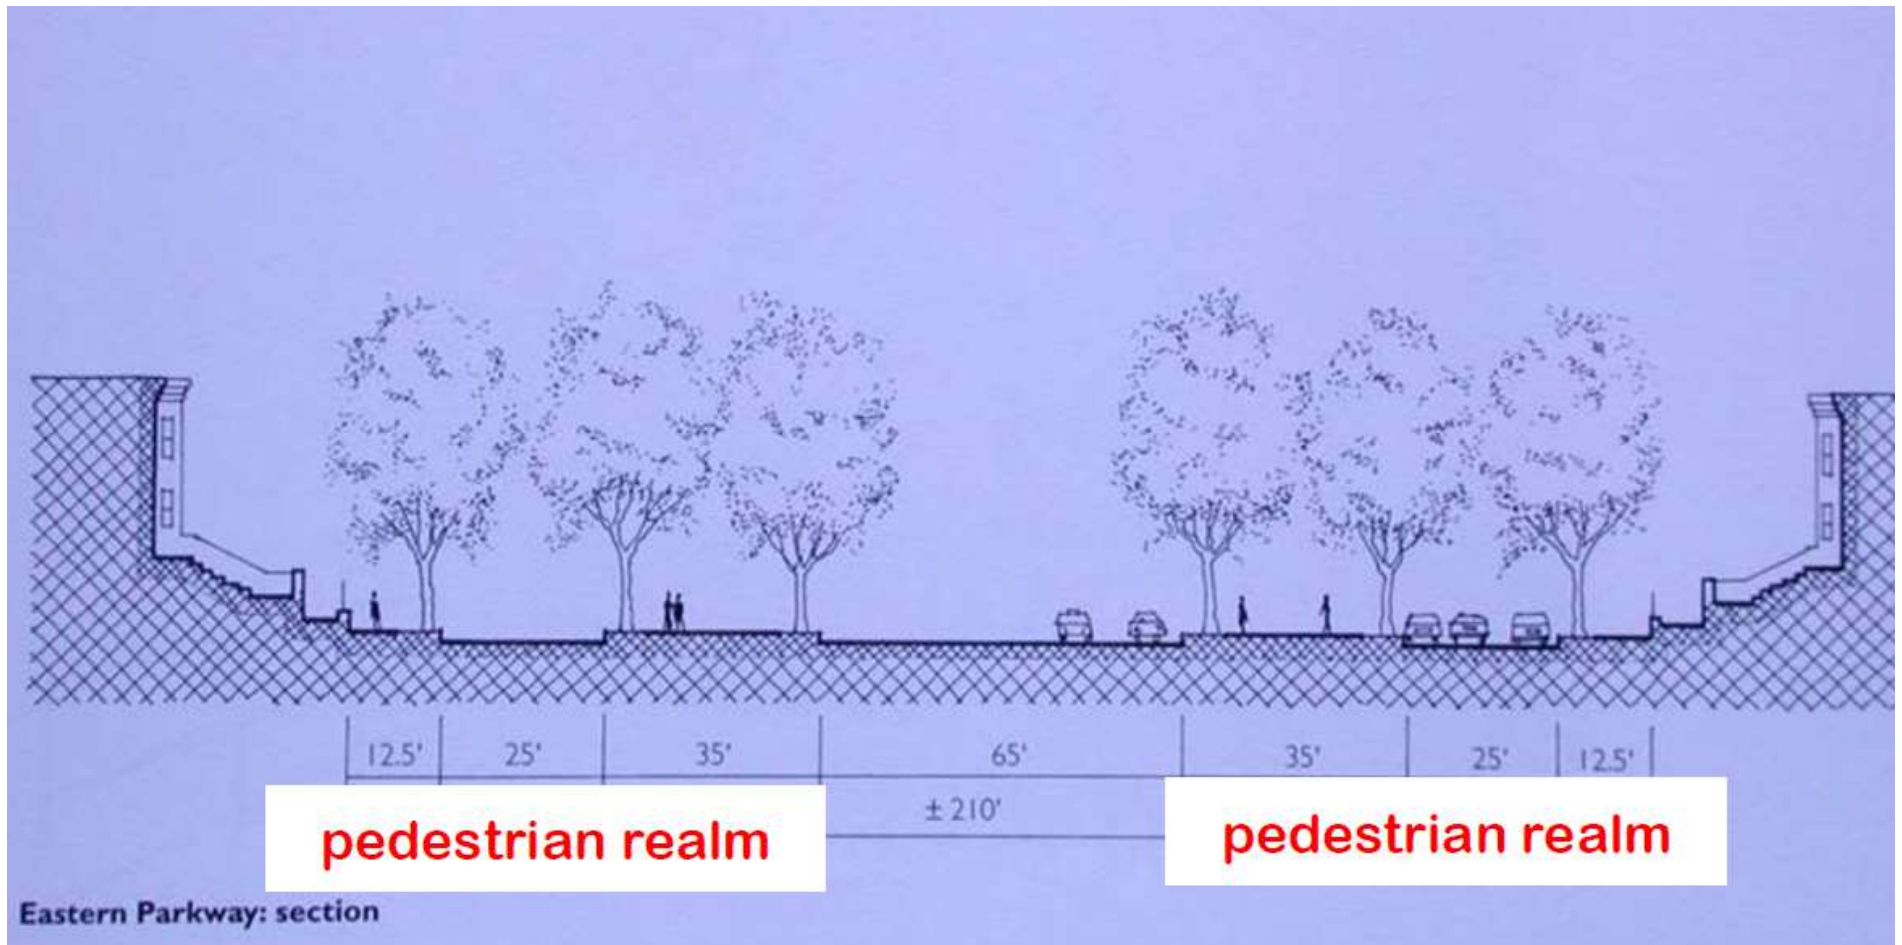 12.5' 25' 35' 65' 35' 25' 12.5'
± 210'
pedestrian realm pedestrian realm
Eastern Parkway: section